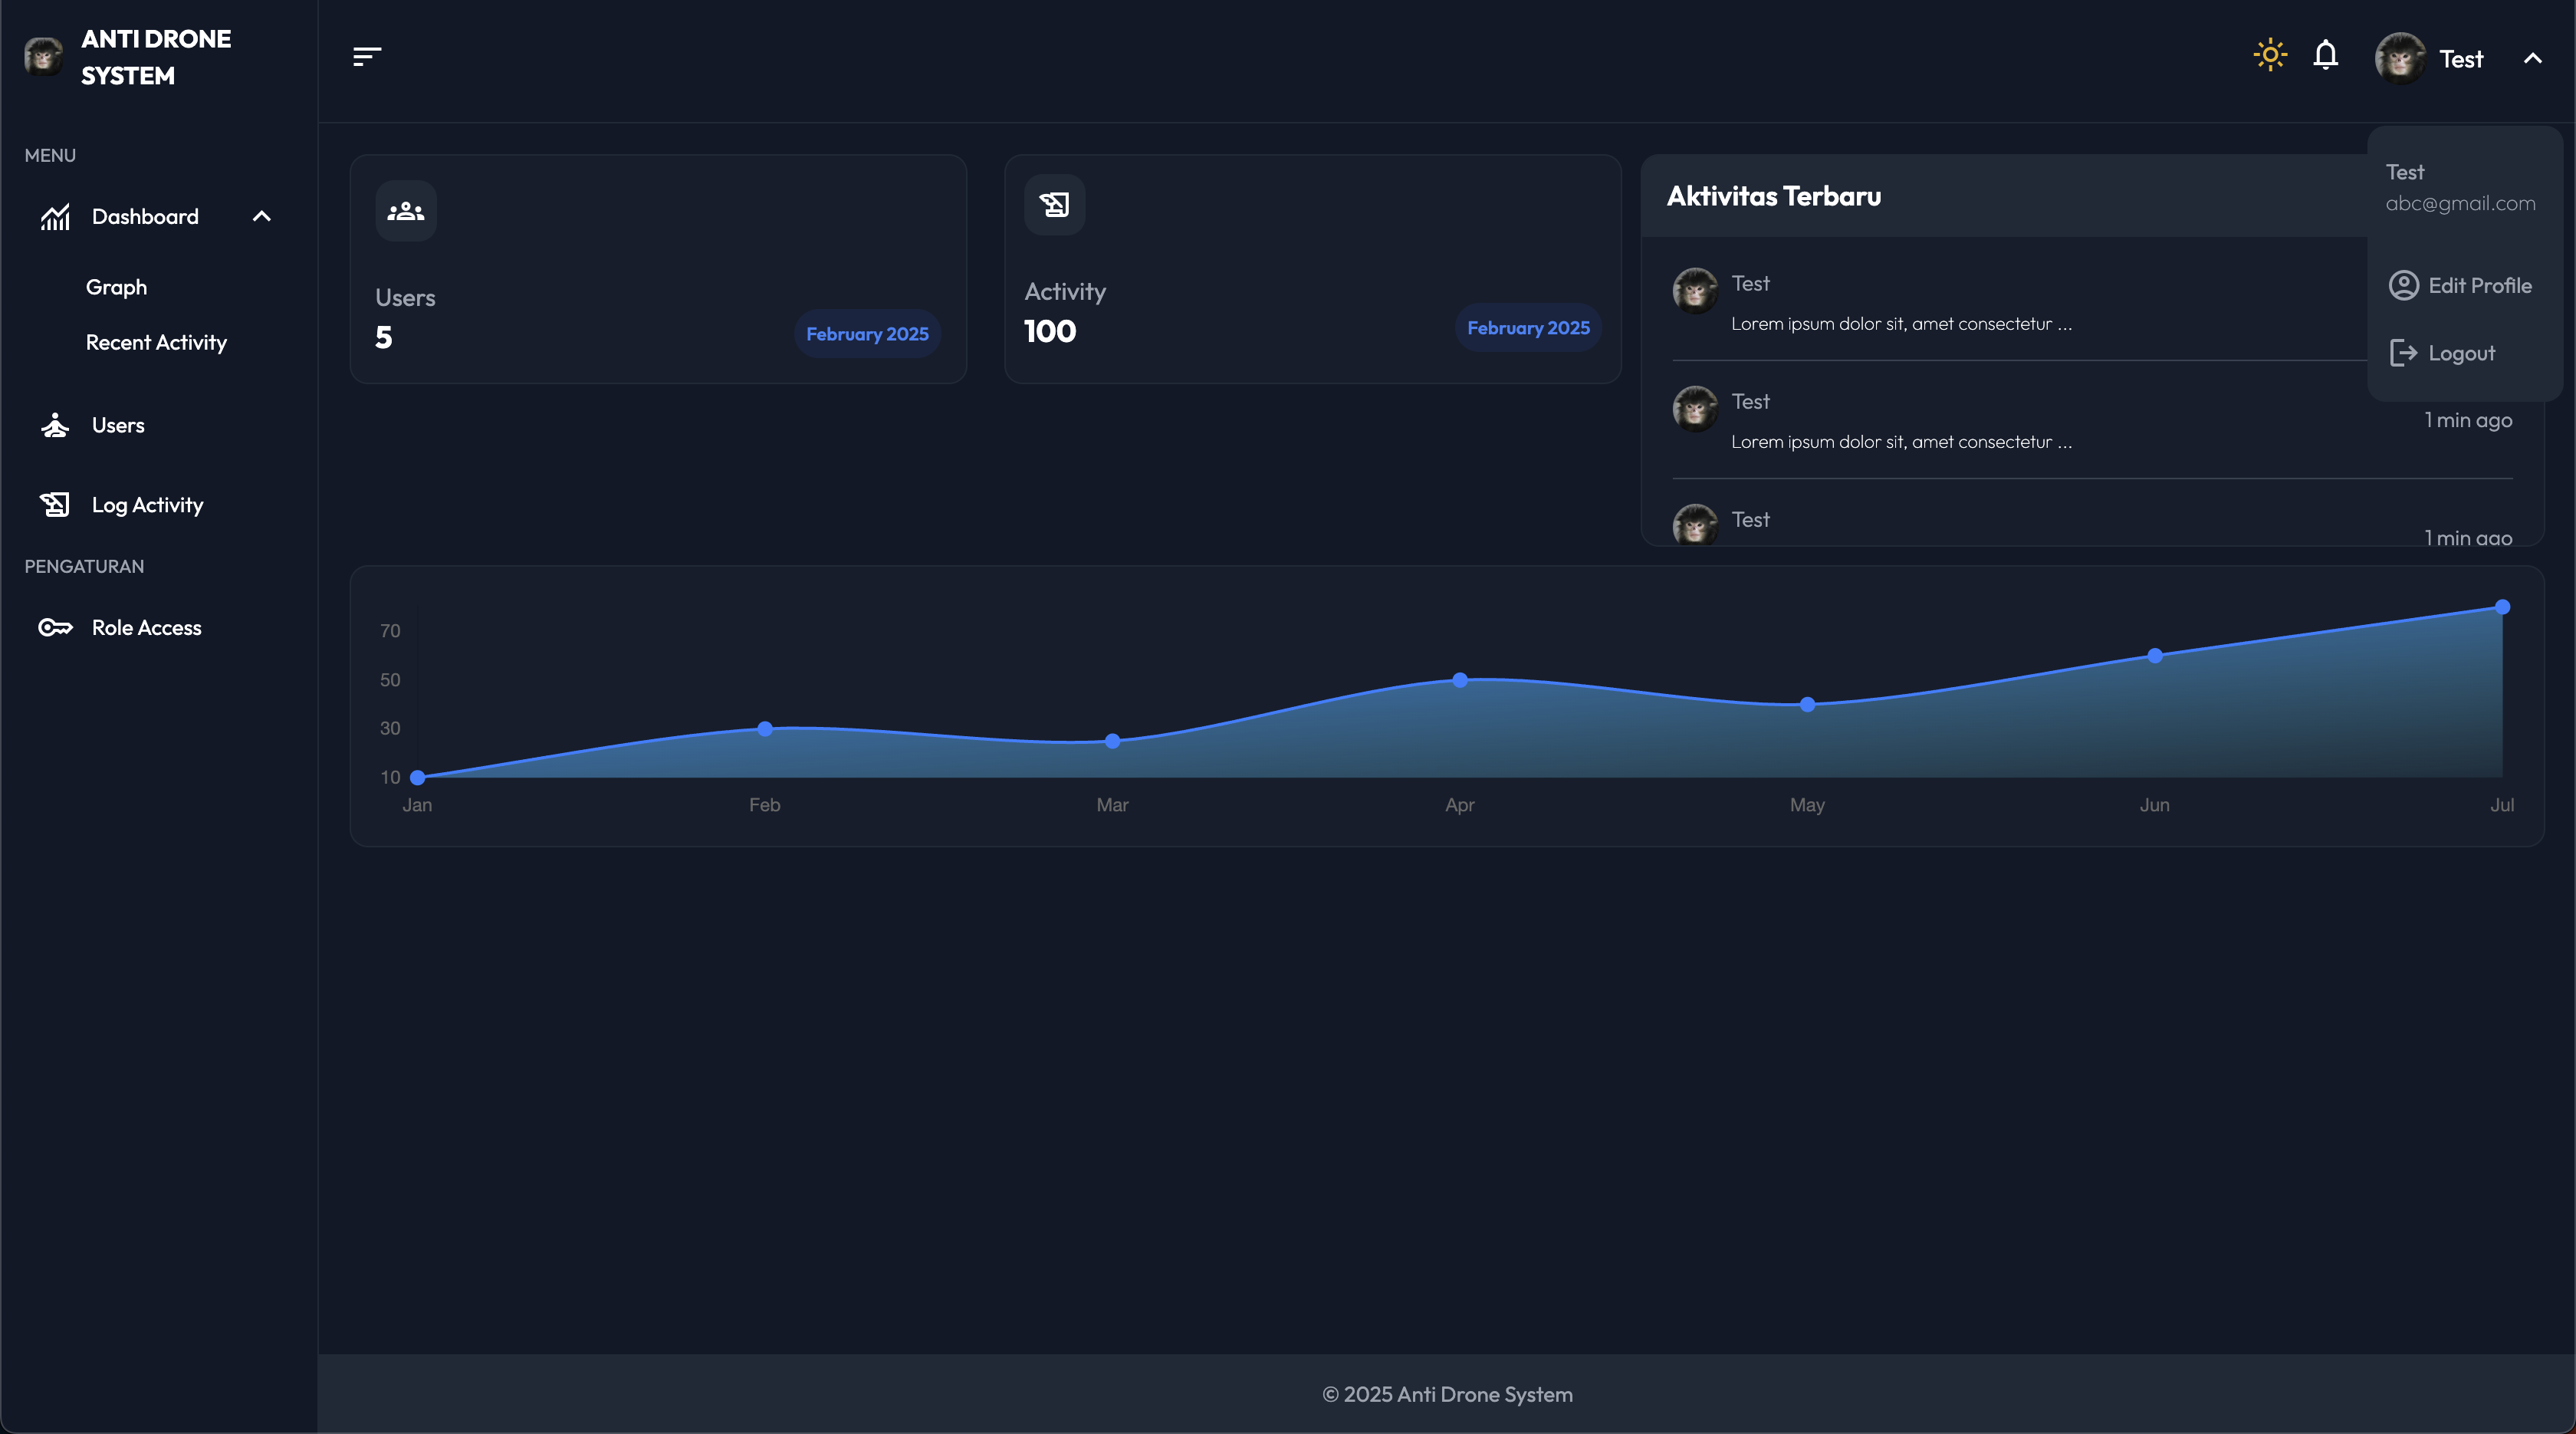 ANTI DRONE
SYSTEM
Test
MENU
Dashboard
Graph
Recent Activity
Users
Log Activity
PENGATURAN
Role Access
Users
5
February 2025
Activity
100
February 2025
Aktivitas Terbaru
Test
Lorem ipsum dolor sit, amet consectetur ...
Test
Lorem ipsum dolor sit, amet consectetur ...
1 min ago
Test
1 min ago
Test
abc@gmail.com
Edit Profile
Logout
70
50
30
10
Jan Feb Mar Apr May Jun Jul
© 2025 Anti Drone System